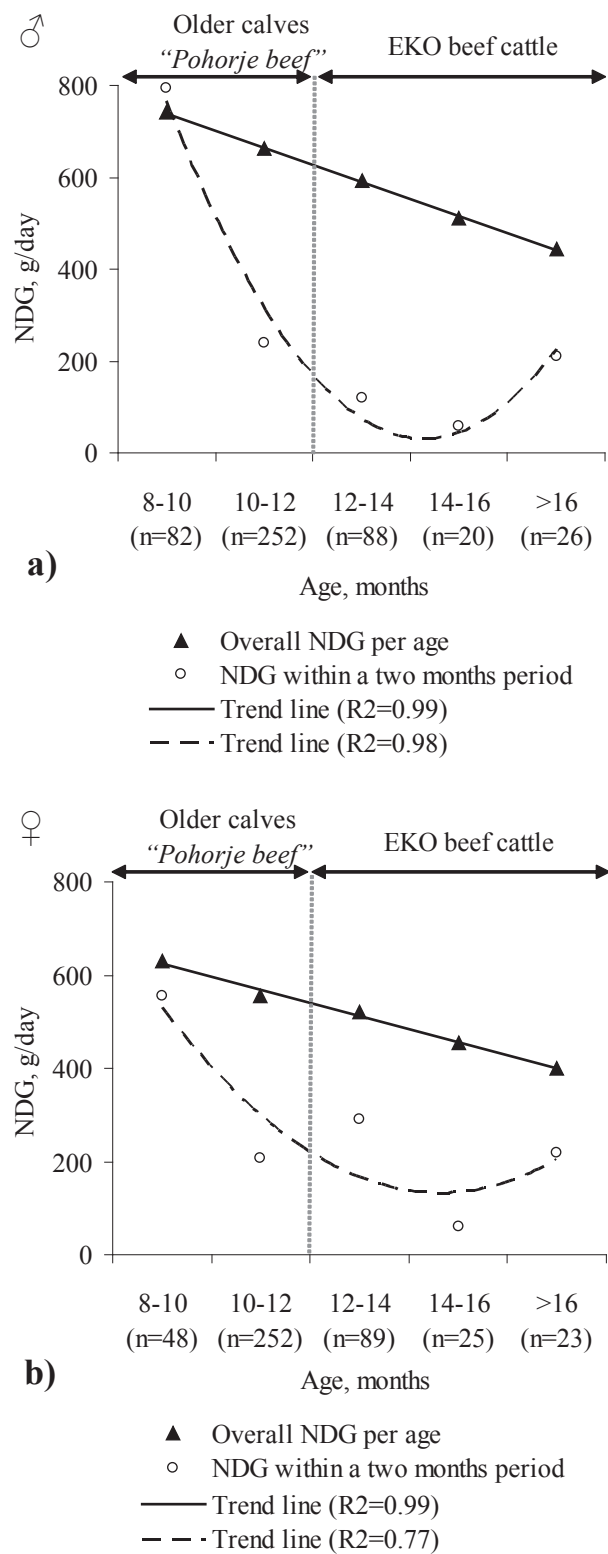 ♂
Older calves
“Pohorje beef”
EKO beef cattle
800
600
400
200
0
NDG, g/day
8-10 10-12 12-14 14-16 >16
(n=82) (n=252) (n=88) (n=20) (n=26)
a)
Age, months
Overall NDG per age
NDG within a two months period
Trend line (R2=0.99)
Trend line (R2=0.98)
♀
Older calves
“Pohorje beef”
EKO beef cattle
800
600
400
200
0
NDG, g/day
8-10 10-12 12-14 14-16 >16
(n=48) (n=252) (n=89) (n=25) (n=23)
b)
Age, months
Overall NDG per age
NDG within a two months period
Trend line (R2=0.99)
Trend line (R2=0.77)